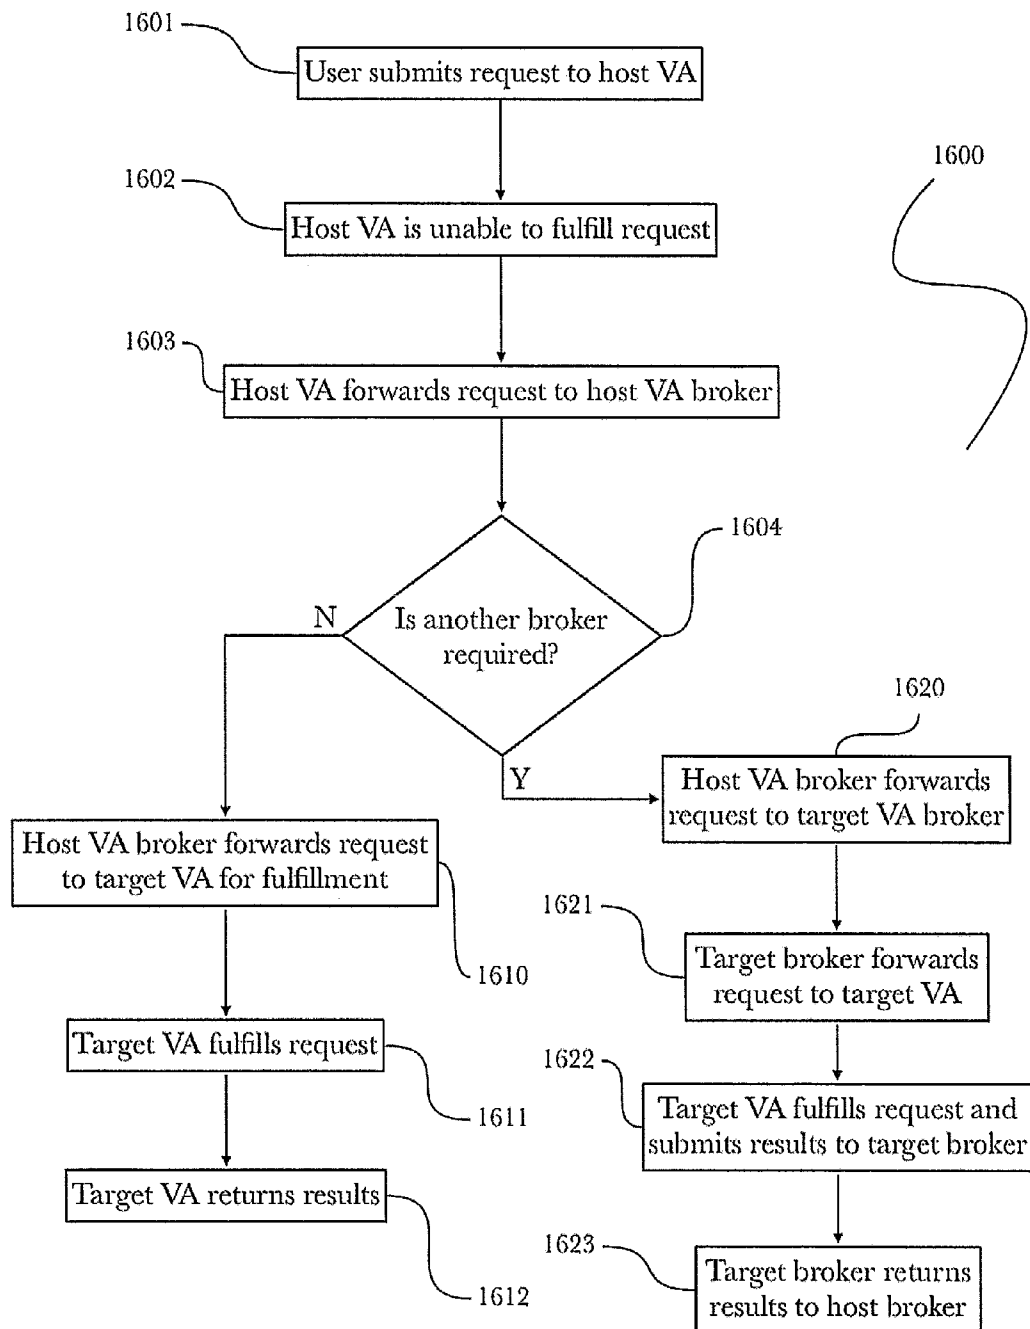 1601
User submits request to host VA
1600
1602
Host VA is unable to fulfill request
1603
Host VA forwards request to host VA broker
1604
Is another broker
required?
N
Y
1620
Host VA broker forwards
request to target VA broker
Host VA broker forwards request
to target VA for fulfillment
1610
1621
Target broker forwards
request to target VA
Target VA fulfills request
1611
1622
Target VA fulfills request and
submits results to target broker
Target VA returns results
1612
1623
Target broker returns
results to host broker